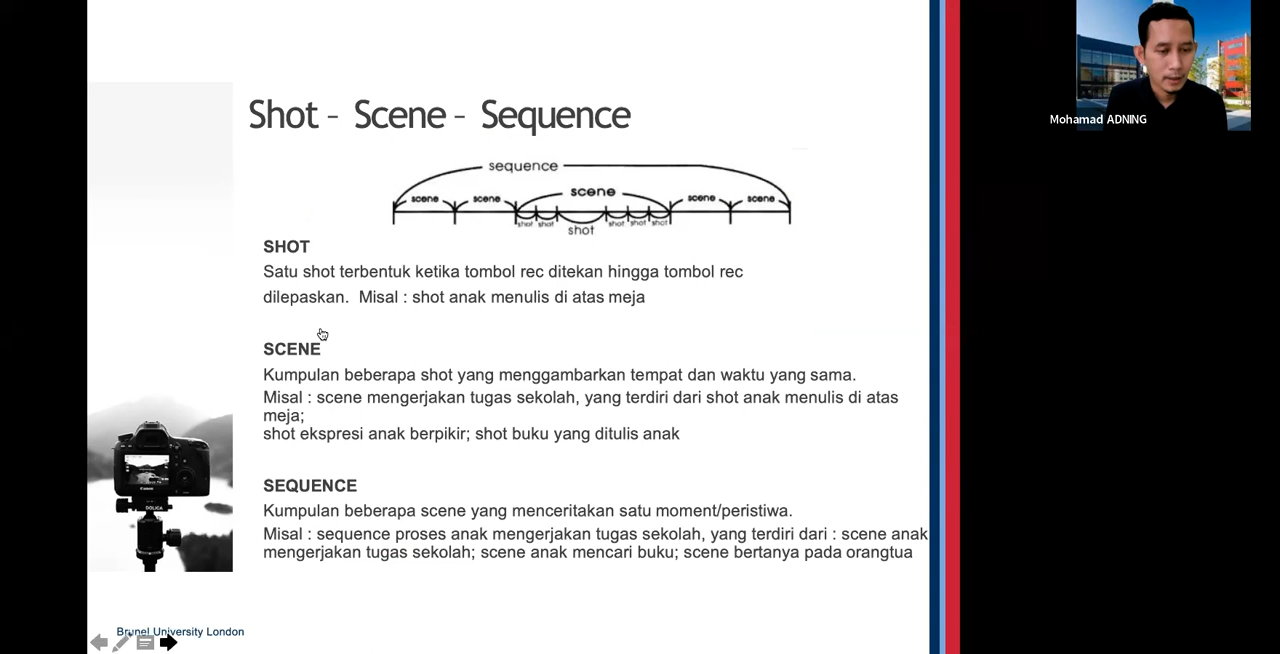 Shot - Scene - Sequence
sequence
scene
scene scene scene scene
shot shot shot shot shot shot
SHOT
Satu shot terbentuk ketika tombol rec ditekan hingga tombol rec
dilepaskan. Misal : shot anak menulis di atas meja
SCENE
Kumpulan beberapa shot yang menggambarkan tempat dan waktu yang sama.
Misal : scene mengerjakan tugas sekolah, yang terdiri dari shot anak menulis di atas
meja;
shot ekspresi anak berpikir; shot buku yang ditulis anak
SEQUENCE
Kumpulan beberapa scene yang menceritakan satu moment/peristiwa.
Misal : sequence proses anak mengerjakan tugas sekolah, yang terdiri dari : scene anak
mengerjakan tugas sekolah; scene anak mencari buku; scene bertanya pada orangtua
Canon
DOLICA
Brunel University London
Mohamad ADNING